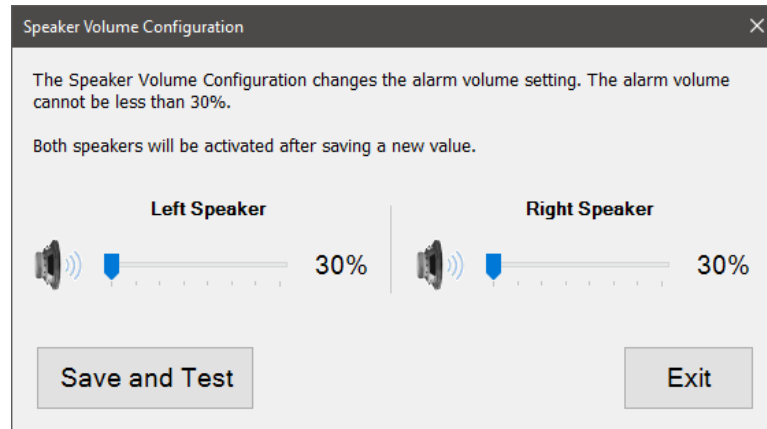 Speaker Volume Configuration
The Speaker Volume Configuration changes the alarm volume setting. The alarm volume
cannot be less than 30%.
Both speakers will be activated after saving a new value.
Left Speaker
Right Speaker
30%
30%
Save and Test
Exit